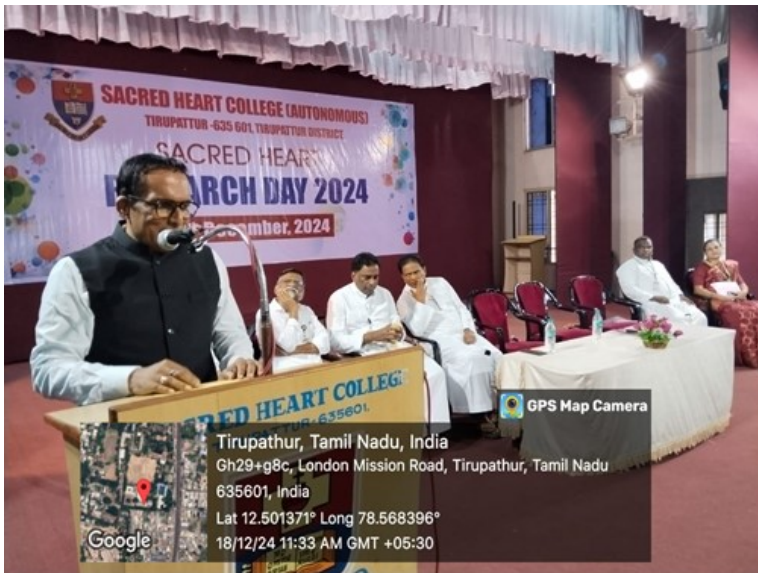 SACRED HEART COLLEGE (AUTONOMOUS)
TIRUPATTUR -635 601, TIRUPATTUR DISTRICT
SACRED HEART
ARCH DAY 2024
December, 2024
SACRED HEART COLLEGE
TUR-635601.
GPS Map Camera
Tirupathur, Tamil Nadu, India
Gh29+g8c, London Mission Road, Tirupathur, Tamil Nadu
635601, India
Lat 12.501371° Long 78.568396°
18/12/24 11:33 AM GMT +05:30
Google